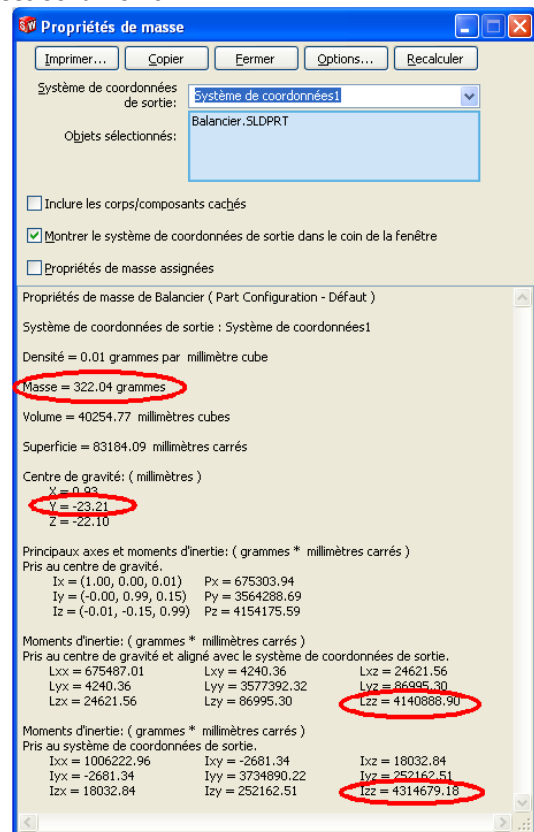 Propriétés de masse
Imprimer... Copier Fermer Options... Recalculer
Système de coordonnées de sortie: Système de coordonnées1
Objets sélectionnés: Balancier.SLDPRT
Inclure les corps/composants cachés
Montrer le système de coordonnées de sortie dans le coin de la fenêtre
Propriétés de masse assignées
Propriétés de masse de Balancier ( Part Configuration - Défaut )
Système de coordonnées de sortie : Système de coordonnées1
Densité = 0.01 grammes par millimètre cube
Masse = 322.04 grammes
Volume = 40254.77 millimètres cubes
Superficie = 83184.09 millimètres carrés
Centre de gravité: ( millimètres )
X = 0.93
Y = -23.21
Z = -22.10
Principaux axes et moments d'inertie: ( grammes * millimètres carrés )
Pris au centre de gravité.
Ix = (1.00, 0.00, 0.01) Px = 675303.94
Iy = (-0.00, 0.99, 0.15) Py = 3564288.69
Iz = (-0.01, -0.15, 0.99) Pz = 4154175.59
Moments d'inertie: ( grammes * millimètres carrés )
Pris au centre de gravité et aligné avec le système de coordonnées de sortie.
Lxx = 675487.01 Lxy = 4240.36 Lxz = 24621.56
Lyx = 4240.36 Lyy = 3577392.32 Lyz = 86995.30
Lzx = 24621.56 Lzy = 86995.30 Lzz = 4140888.90
Moments d'inertie: ( grammes * millimètres carrés )
Pris au système de coordonnées de sortie.
Ixx = 1006222.96 Ixy = -2681.34 Ixz = 18032.84
Iyx = -2681.34 Iyy = 3734890.22 Iyz = 252162.51
Izx = 18032.84 Izy = 252162.51 Izz = 4314679.18